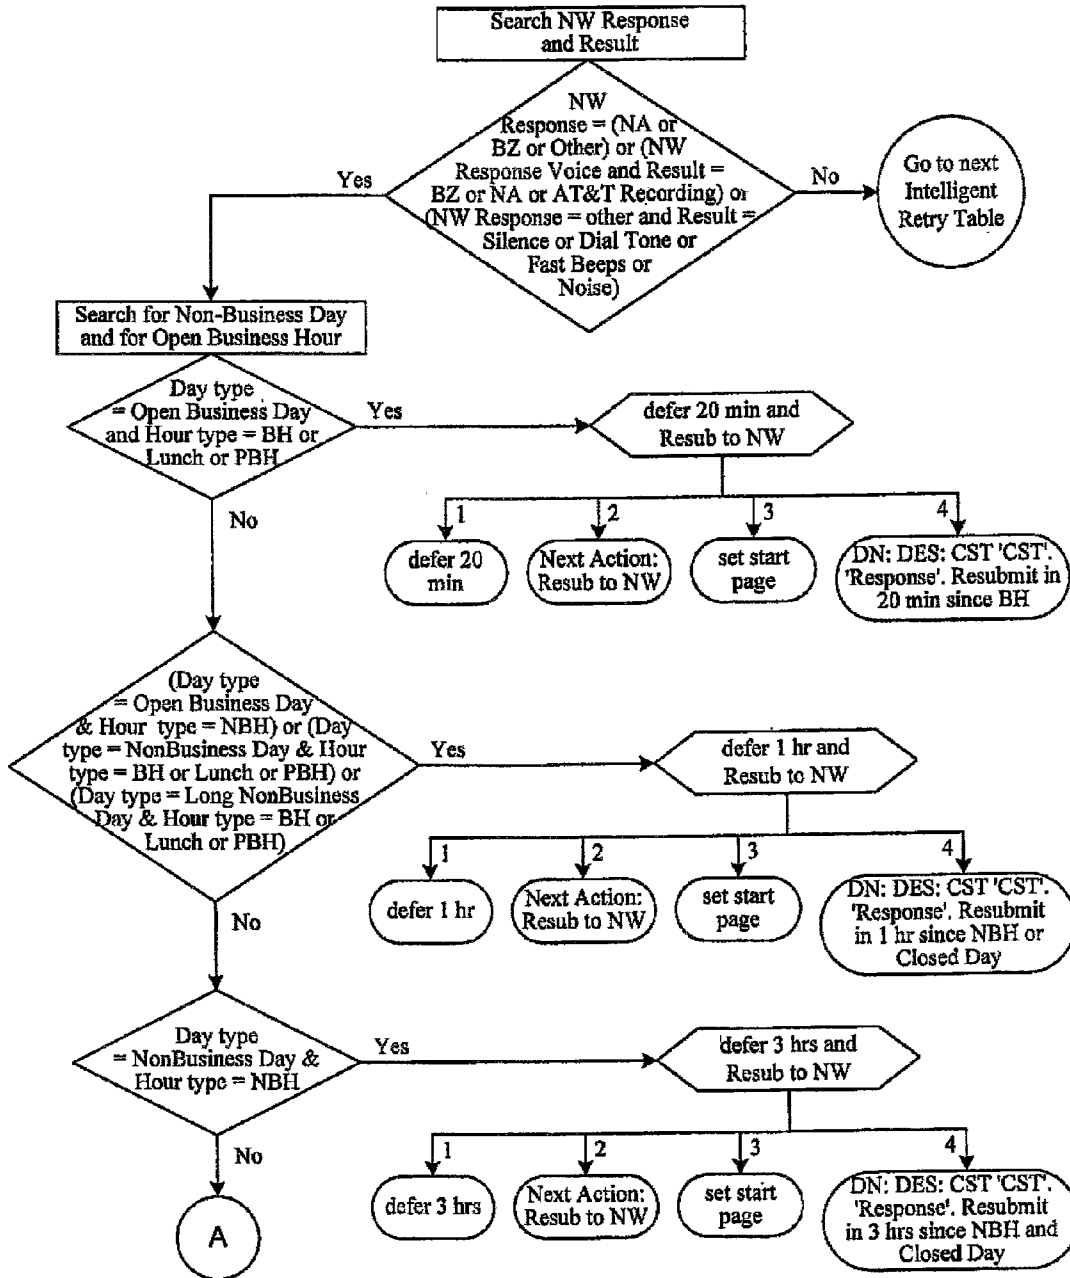 Search NW Response
and Result
NW
Response = (NA or
BZ or Other) or (NW
Response Voice and Result =
BZ or NA or AT&T Recording) or
(NW Response = other and Result =
Silence or Dial Tone or
Fast Beeps or
Noise)
Yes
No
Go to next
Intelligent
Retry Table
Search for Non-Business Day
and for Open Business Hour
Day type
= Open Business Day
and Hour type = BH or
Lunch or PBH
Yes
defer 20 min and
Resub to NW
No
1
2
3
4
defer 20
min
Next Action:
Resub to NW
set start
page
DN: DES: CST 'CST'.
'Response'. Resubmit in
20 min since BH
(Day type
= Open Business Day
& Hour type = NBH) or (Day
type = NonBusiness Day & Hour
type = BH or Lunch or PBH) or
(Day type = Long NonBusiness
Day & Hour type = BH or
Lunch or PBH)
Yes
defer 1 hr and
Resub to NW
No
1
2
3
4
defer 1 hr
Next Action:
Resub to NW
set start
page
DN: DES: CST 'CST'.
'Response'. Resubmit
in 1 hr since NBH or
Closed Day
Day type
= NonBusiness Day &
Hour type = NBH
Yes
defer 3 hrs and
Resub to NW
No
1
2
3
4
defer 3 hrs
Next Action:
Resub to NW
set start
page
DN: DES: CST 'CST'.
'Response'. Resubmit
in 3 hrs since NBH and
Closed Day
A